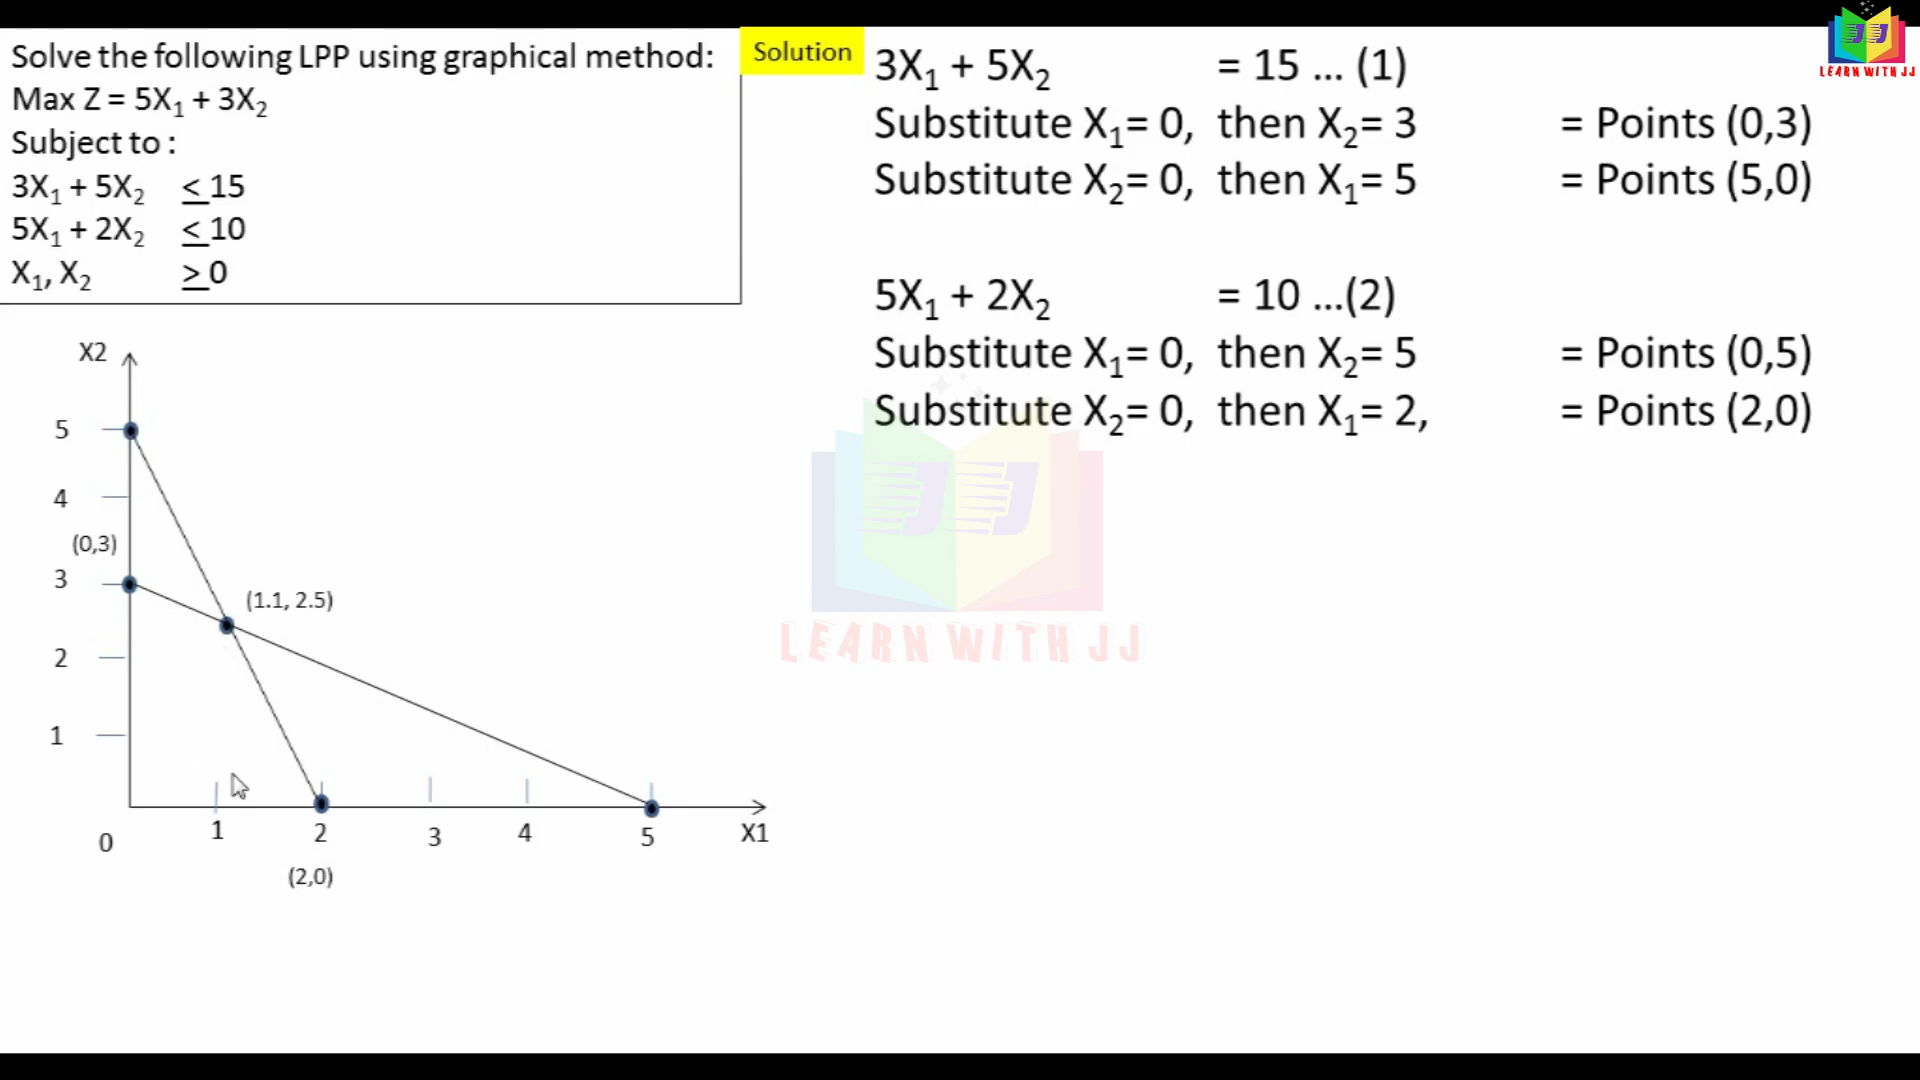 Solve the following LPP using graphical method:
Max Z = 5X₁ + 3X₂
Subject to :
3X₁ + 5X₂ ≤ 15
5X₁ + 2X₂ ≤ 10
X₁, X₂ ≥ 0
Solution
3X₁ + 5X₂ = 15 ... (1)
Substitute X₁= 0, then X₂= 3 = Points (0,3)
Substitute X₂= 0, then X₁= 5 = Points (5,0)
5X₁ + 2X₂ = 10 ...(2)
Substitute X₁= 0, then X₂= 5 = Points (0,5)
Substitute X₂= 0, then X₁= 2, = Points (2,0)
X2
5
4
(0,3)
3
(1.1, 2.5)
2
1
0
1
2
3
4
5
X1
(2,0)
JJ
LEARN WITH JJ
JJ
LEARN WITH JJ